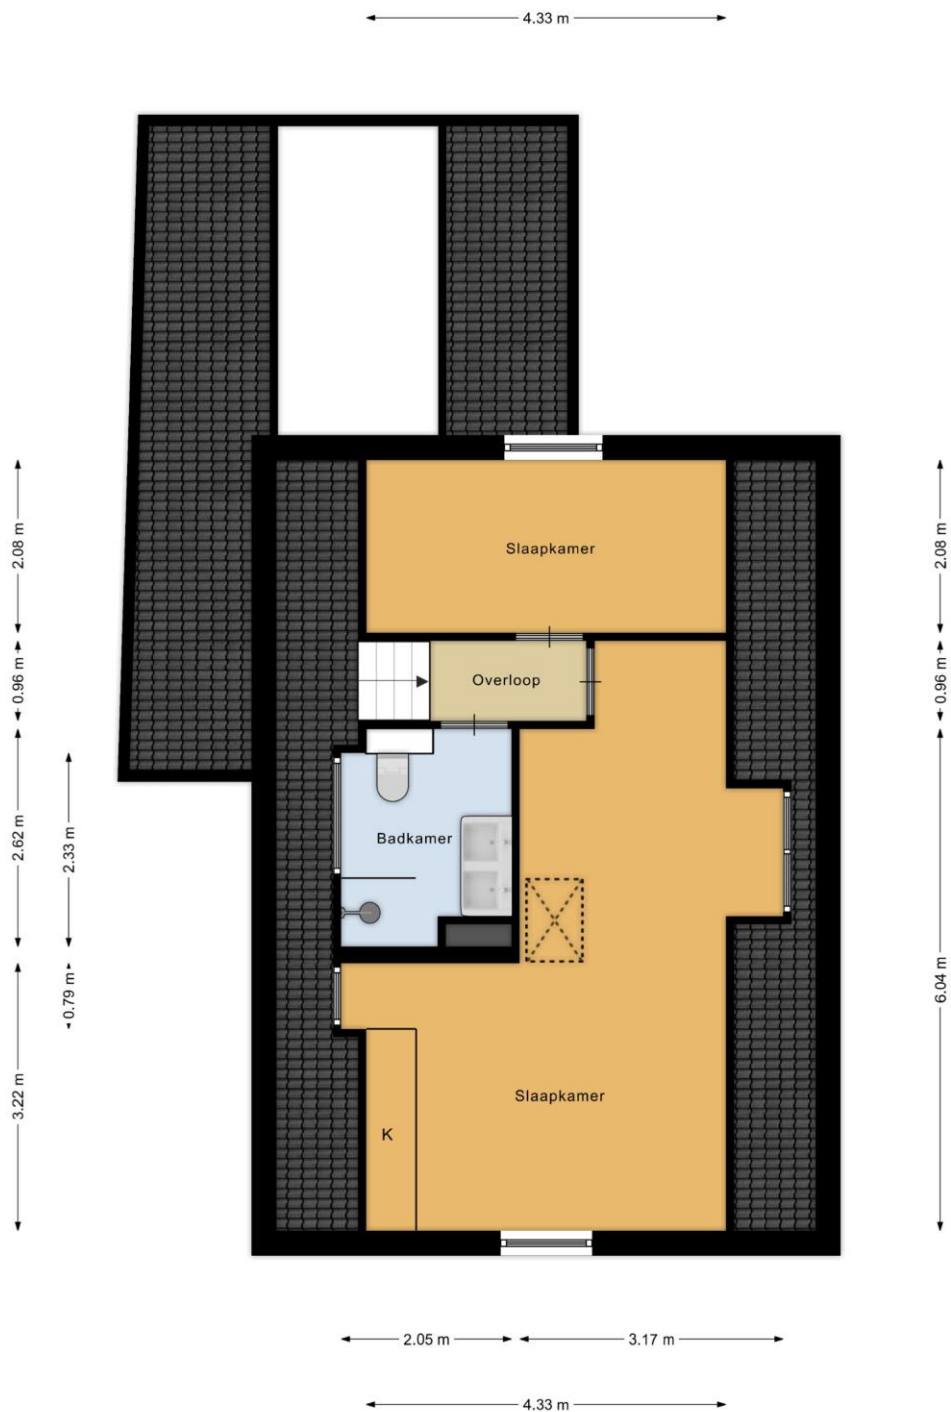 4.33 m
2.08 m
2.08 m
Slaapkamer
0.96 m
Overloop
0.96 m
2.62 m
2.33 m
Badkamer
0.79 m
6.04 m
3.22 m
Slaapkamer
K
2.05 m
3.17 m
4.33 m